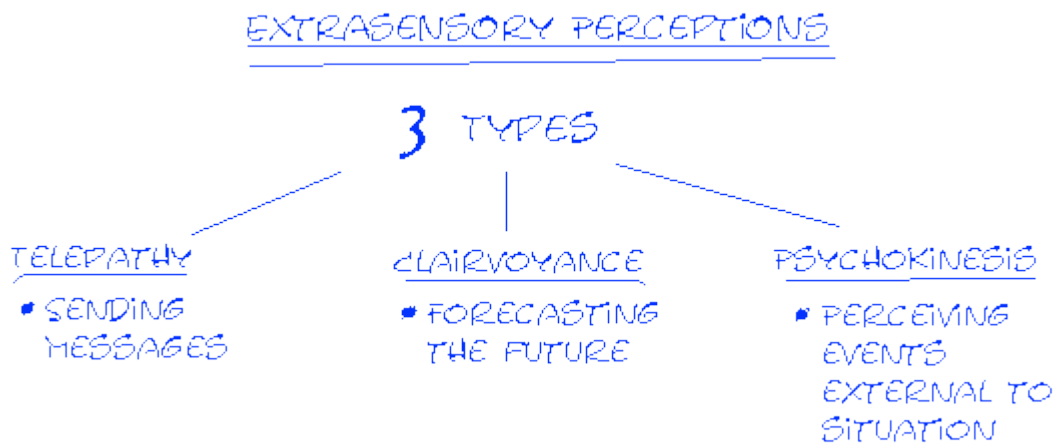 EXTRASENSORY PERCEPTIONS
3 TYPES
TELEPATHY
• SENDING
MESSAGES
CLAIRVOYANCE
• FORECASTING
THE FUTURE
PSYCHOKINESIS
• PERCEIVING
EVENTS
EXTERNAL TO
SITUATION